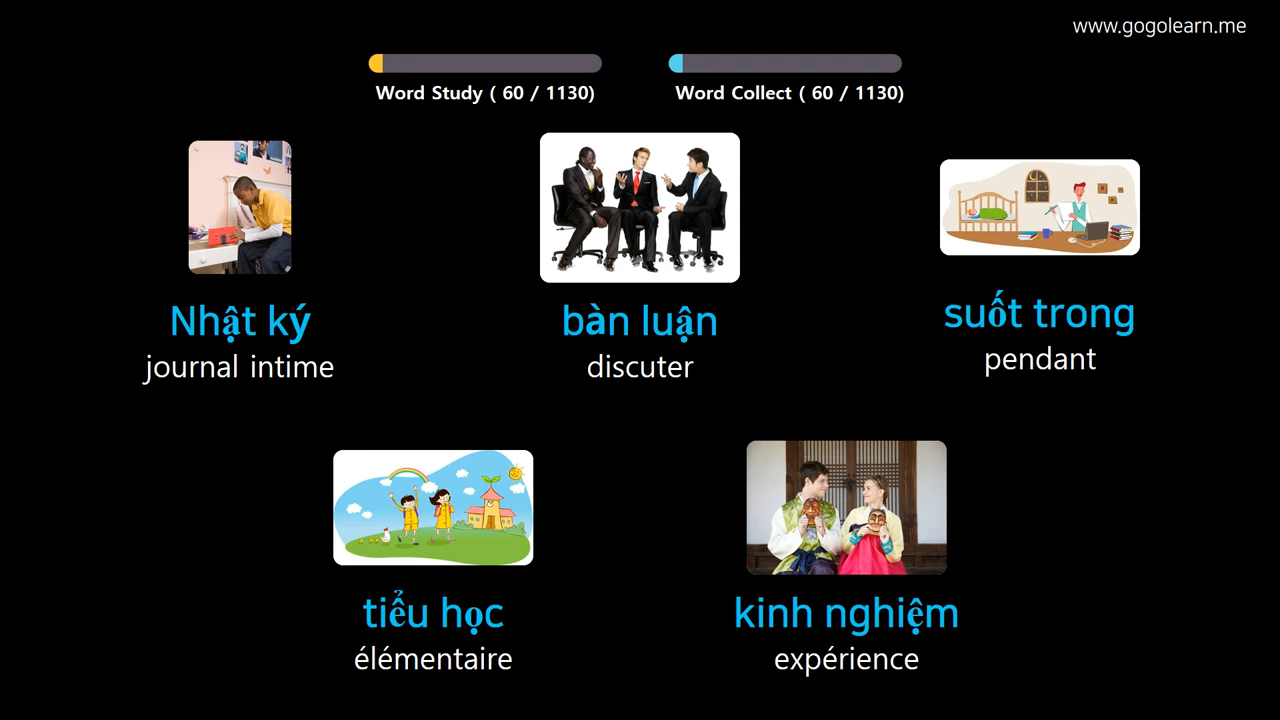 www.gogolearn.me
Word Study ( 60 / 1130)
Word Collect ( 60 / 1130)
Nhật ký
journal intime
bàn luận
discuter
suốt trong
pendant
tiểu học
élémentaire
kinh nghiệm
expérience